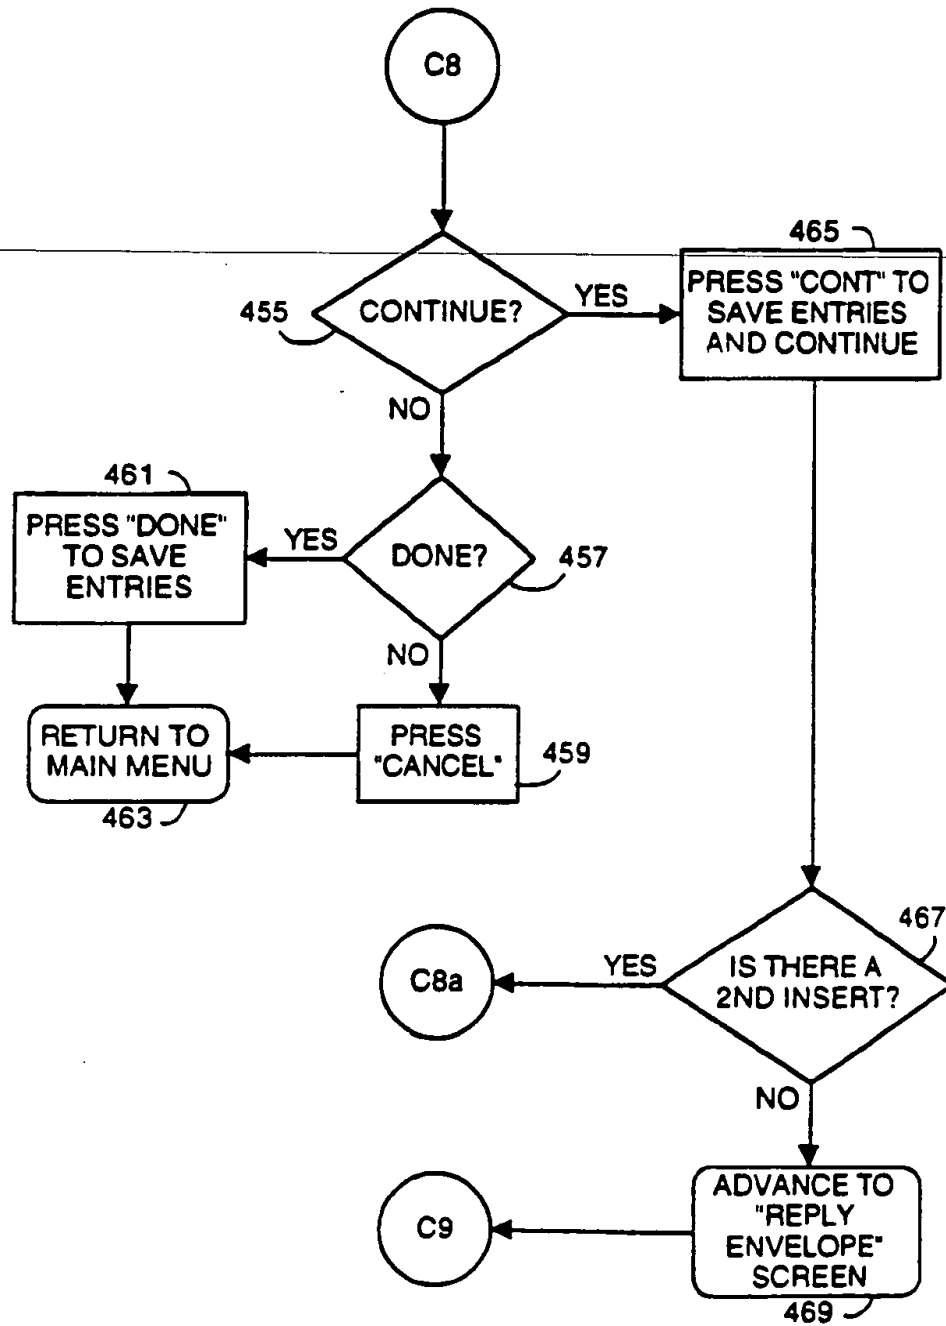 C8
465
PRESS "CONT" TO
SAVE ENTRIES
AND CONTINUE
455
CONTINUE?
YES
NO
461
PRESS "DONE"
TO SAVE
ENTRIES
YES
DONE?
457
NO
RETURN TO
MAIN MENU
463
PRESS
"CANCEL"
459
467
C8a
YES
IS THERE A
2ND INSERT?
NO
C9
ADVANCE TO
"REPLY
ENVELOPE"
SCREEN
469